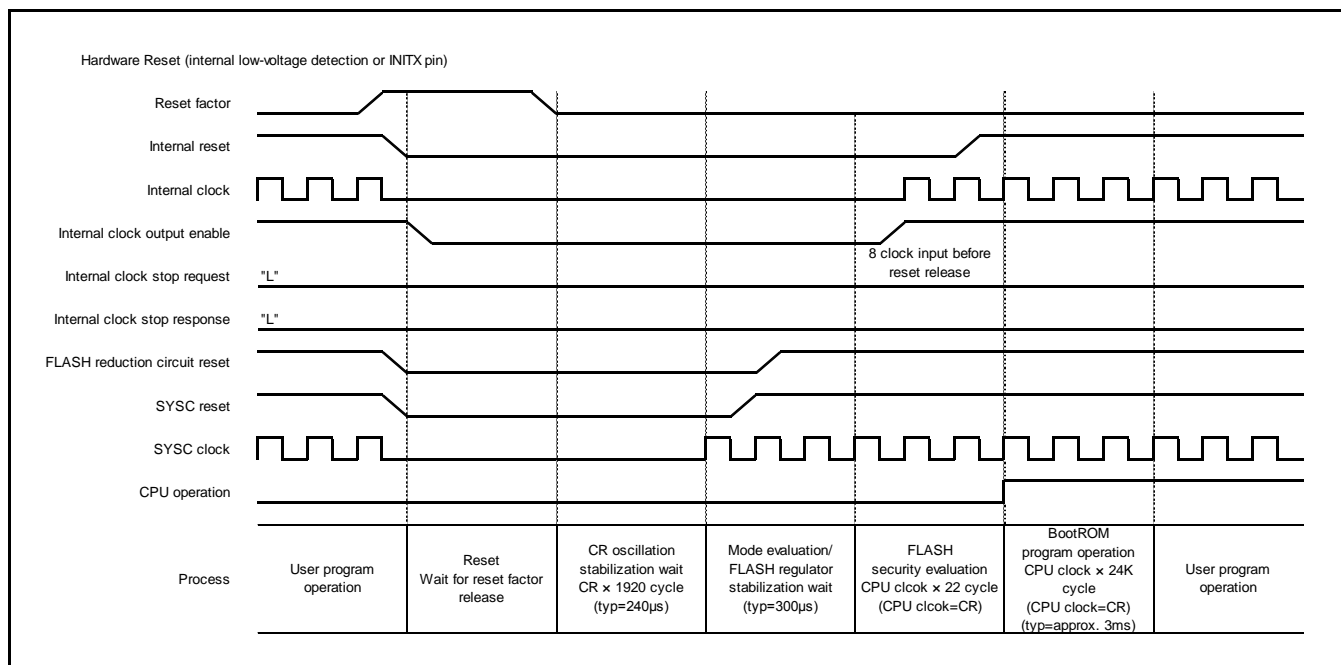 Hardware Reset (internal low-voltage detection or INITX pin)
Reset factor
Internal reset
Internal clock
Internal clock output enable
8 clock input before
reset release
Internal clock stop request
"L"
Internal clock stop response
"L"
FLASH reduction circuit reset
SYSC reset
SYSC clock
CPU operation
Process
User program
operation
Reset
Wait for reset factor
release
CR oscillation
stabilization wait
CR × 1920 cycle
(typ=240µs)
Mode evaluation/
FLASH regulator
stabilization wait
(typ=300µs)
FLASH
security evaluation
CPU clcok × 22 cycle
(CPU clcok=CR)
BootROM
program operation
CPU clock × 24K
cycle
(CPU clock=CR)
(typ=approx. 3ms)
User program
operation